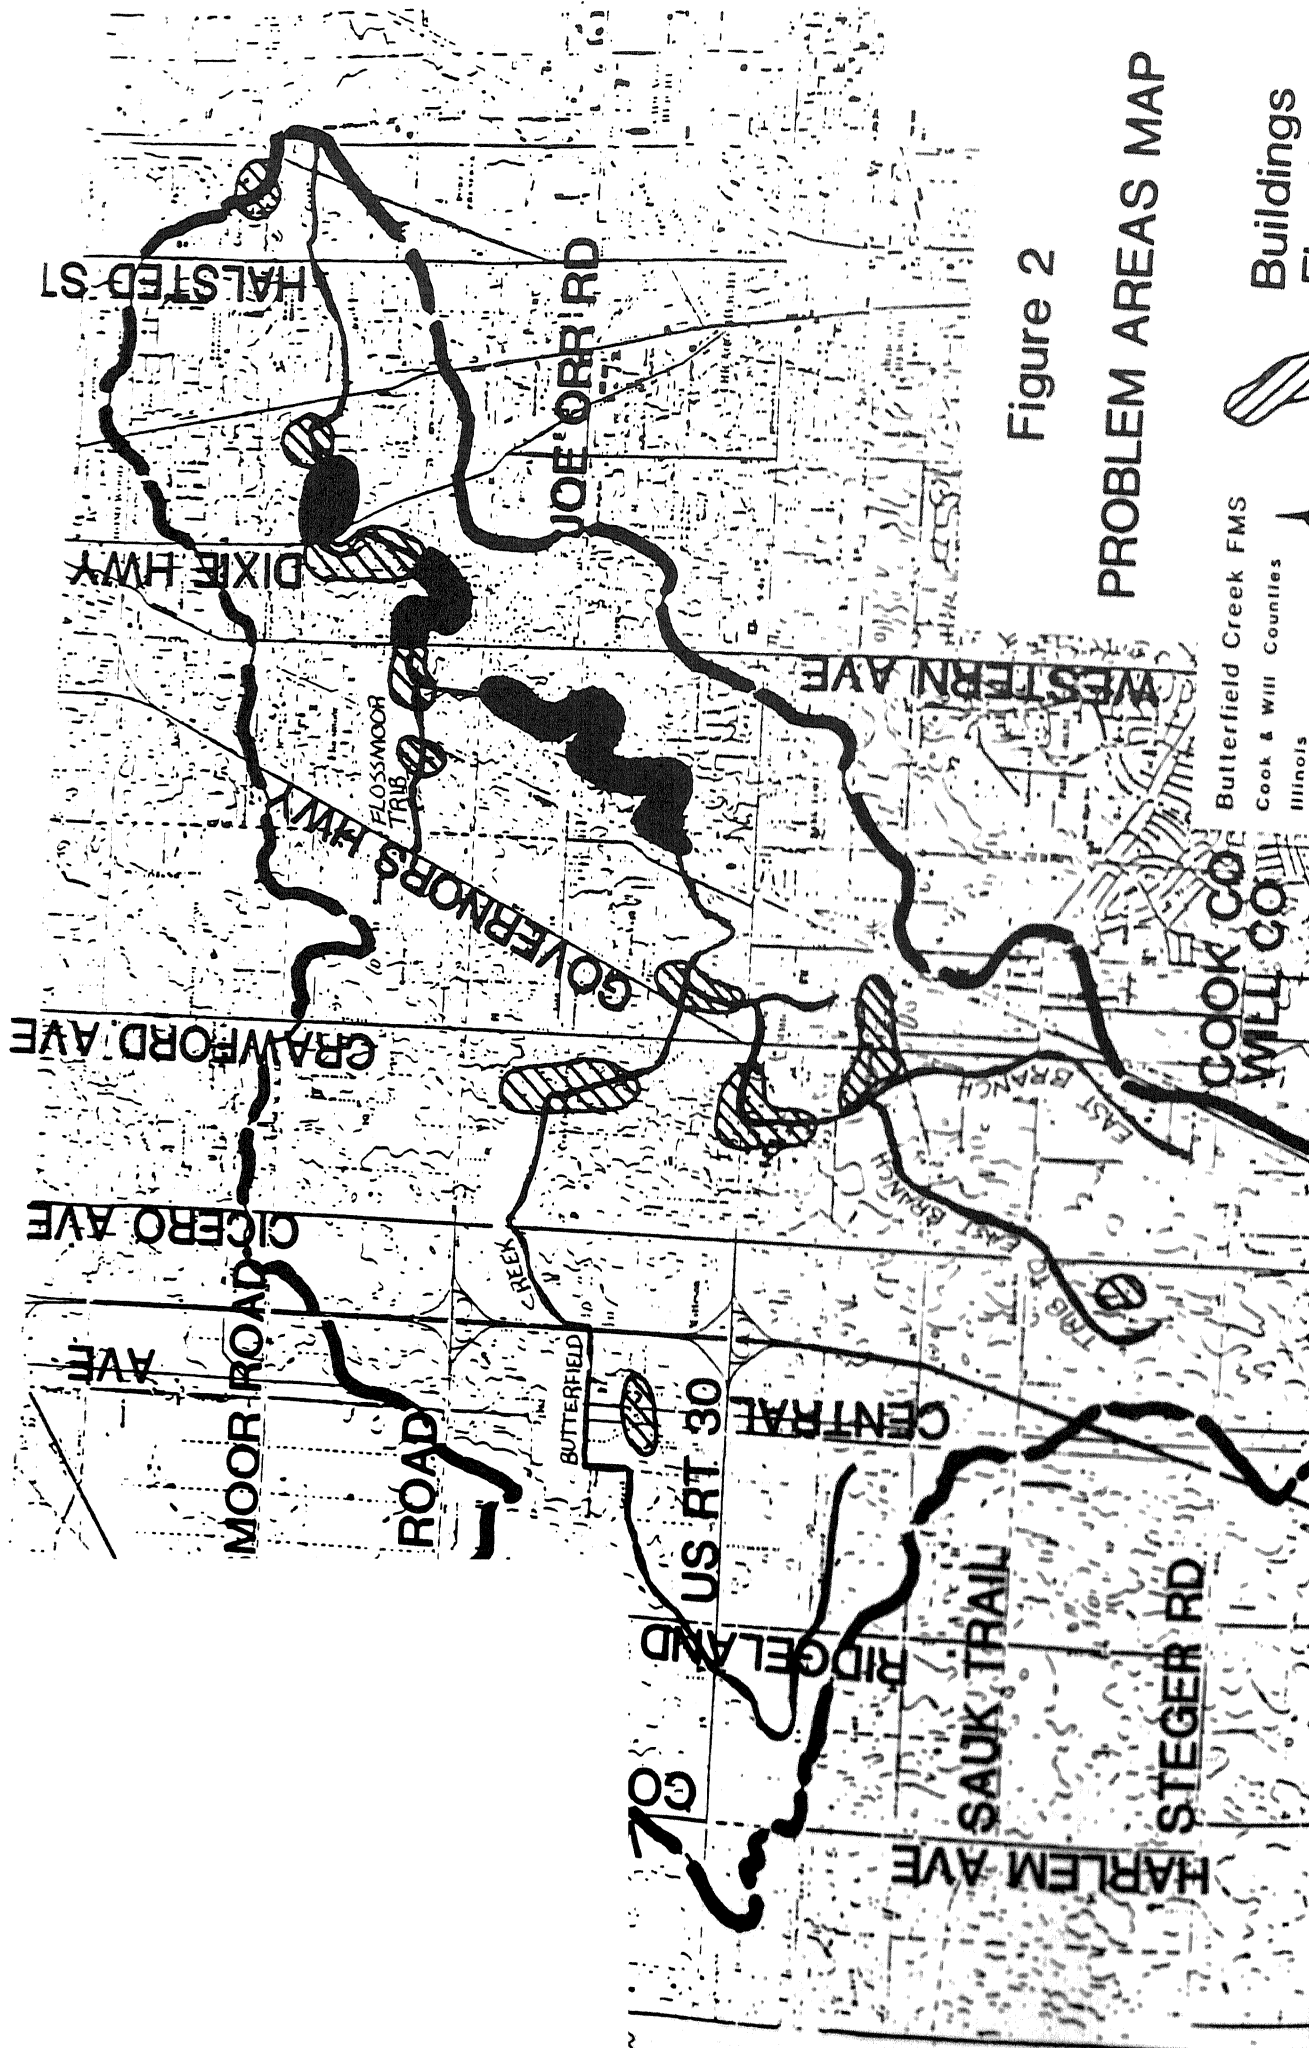 HALSTED ST
DIXIE HWY
WESTERN AVE
GOVERNORS HWY
CRAWFORD AVE
CICERO AVE
AVE
CENTRAL
RIDGELAND
HARLEM AVE
MOOR ROAD
ROAD
US RT 30
SAUK TRAIL
STEGER RD
JOE ORR RD
FLOSSMOOR
TRIB
BUTTERFIELD
CREEK
EAST BRANCH
TRIB TO
EAST BRANCH
CO
COOK CO
WILL CO
Figure 2
PROBLEM AREAS MAP
Butterfield Creek FMS
Cook & Will Counties
Illinois
Buildings